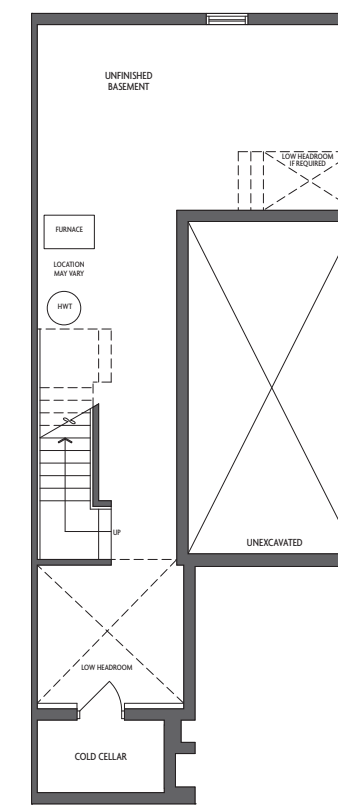 UNFINISHED
BASEMENT
LOW HEADROOM
IF REQUIRED
FURNACE
LOCATION
MAY VARY
HWT
UP
UNEXCAVATED
LOW HEADROOM
COLD CELLAR